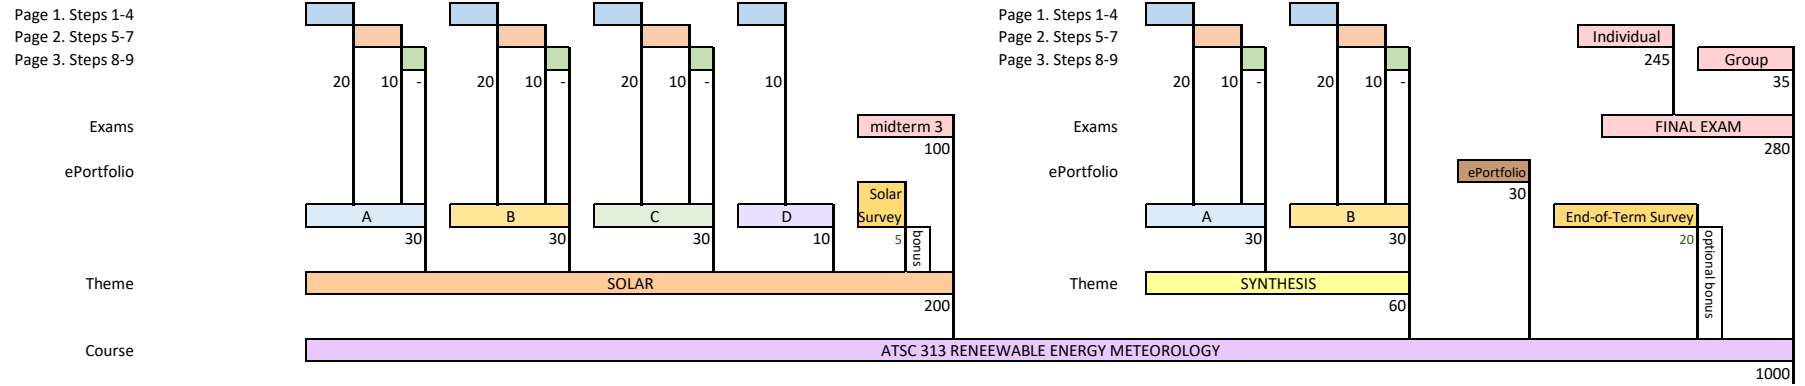 Page 1. Steps 1-4 Page 1. Steps 1-4
Page 2. Steps 5-7 Page 2. Steps 5-7 Individual
Page 3. Steps 8-9 Page 3. Steps 8-9 245 Group
20 10 - 20 10 - 20 10 - 10 20 10 - 20 10 - 35
Exams midterm 3 Exams FINAL EXAM
100 280
ePortfolio ePortfolio ePortfolio
Solar 30
A B C D Survey A B End-of-Term Survey
30 30 30 10 5 bonus 30 30 20 optional bonus
Theme SOLAR Theme SYNTHESIS
200 60
Course ATSC 313 RENEEWABLE ENERGY METEOROLOGY
1000